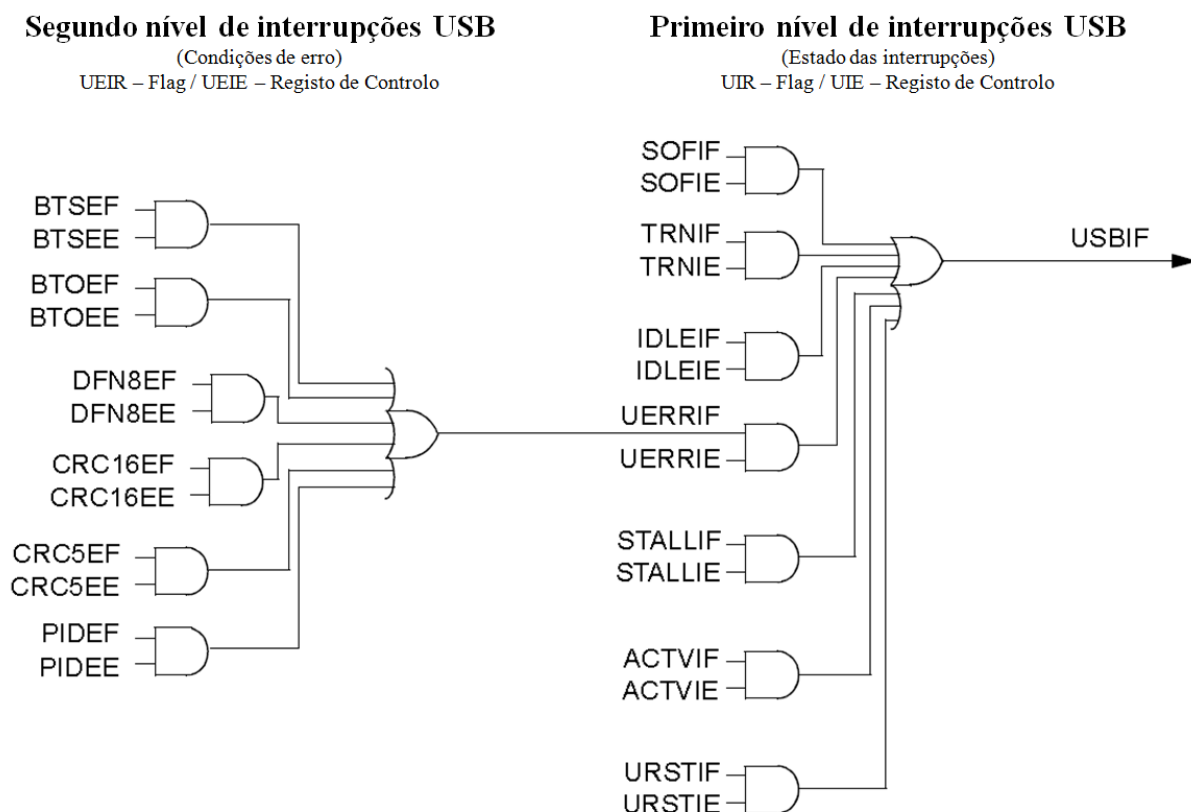 Segundo nível de interrupções USB
(Condições de erro)
UEIR – Flag / UEIE – Registo de Controlo
BTSEF
BTSEE
BTOEF
BTOEE
DFN8EF
DFN8EE
CRC16EF
CRC16EE
CRC5EF
CRC5EE
PIDEF
PIDEE
Primeiro nível de interrupções USB
(Estado das interrupções)
UIR – Flag / UIE – Registo de Controlo
SOFIF
SOFIE
TRNIF
TRNIE
IDLEIF
IDLEIE
UERRIF
UERRIE
STALLIF
STALLIE
ACTVIF
ACTVIE
URSTIF
URSTIE
USBIF